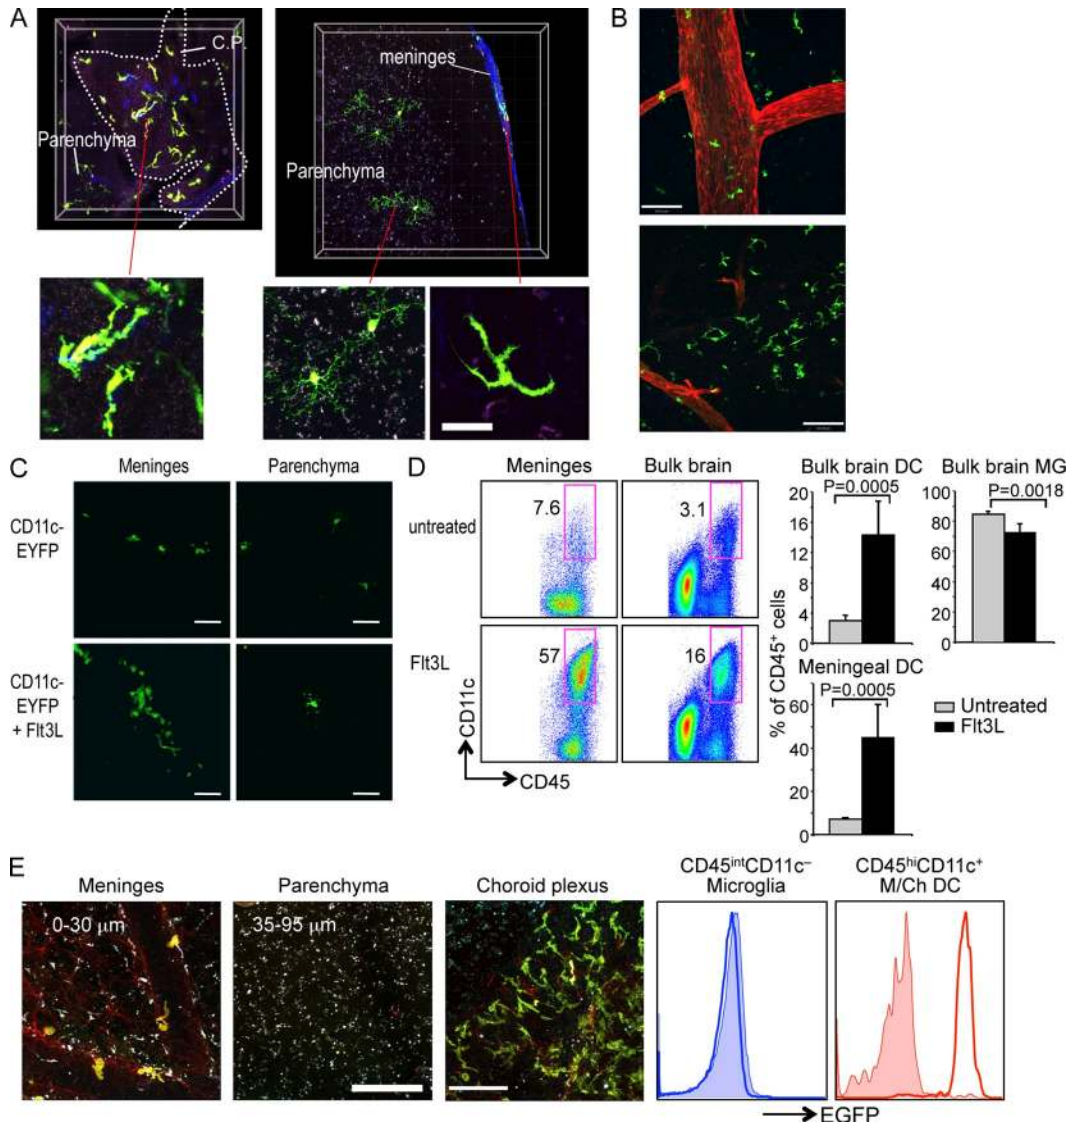 A
C.P.
Parenchyma
meninges
Parenchyma
B
C
Meninges
Parenchyma
CD11c-
EYFP
CD11c-
EYFP
+ Flt3L
D
Meninges
Bulk brain
untreated
7.6
3.1
Flt3L
57
16
CD11c
CD45
% of CD45⁺ cells
Bulk brain DC
P=0.0005
20
16
12
8
4
0
Bulk brain MG
P=0.0018
100
80
60
40
20
0
Meningeal DC
P=0.0005
60
40
20
0
Untreated
Flt3L
E
Meninges
0-30 μm
Parenchyma
35-95 μm
Choroid plexus
CD45ⁱⁿᵗCD11c⁻
Microglia
CD45ʰⁱCD11c⁺
M/Ch DC
EGFP